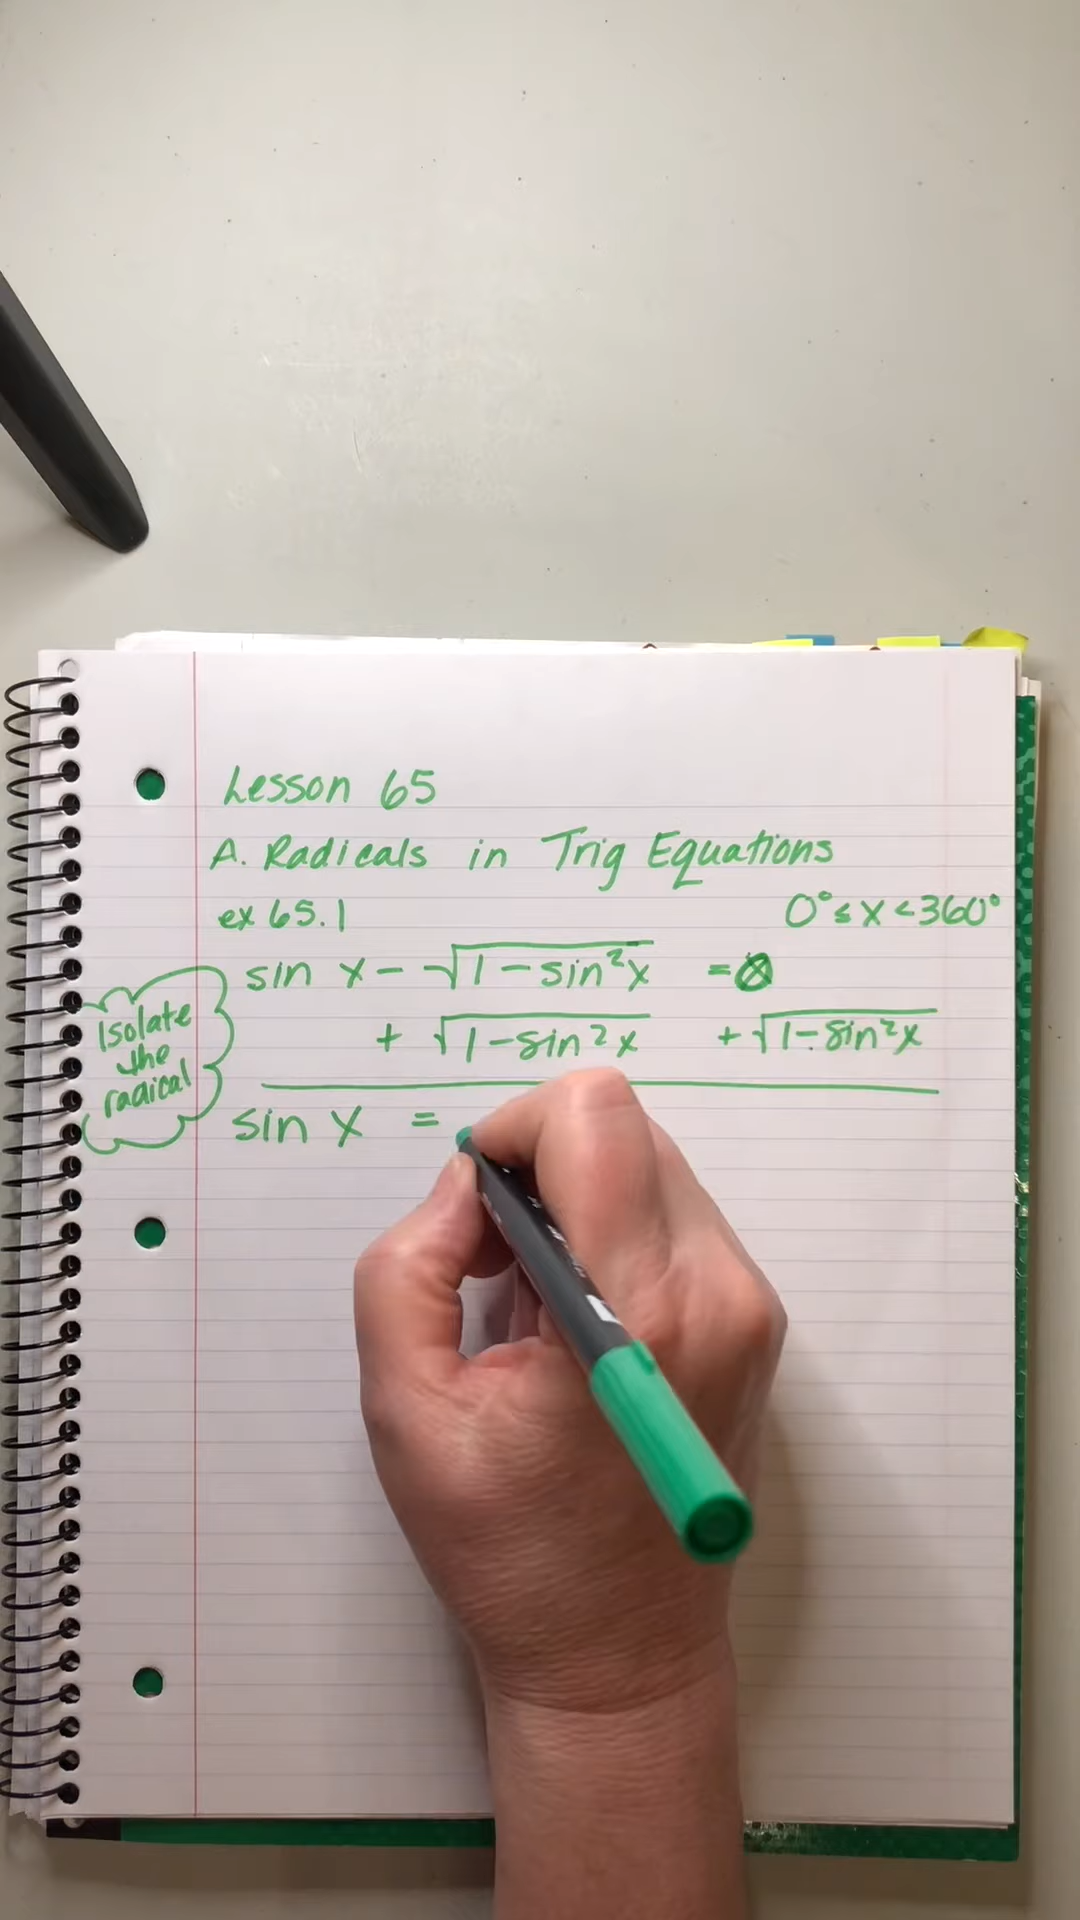 Lesson 65
A. Radicals in Trig Equations
ex 65.1 0° ≤ x < 360°
sin x - √(1 - sin²x) = 0
Isolate
the
radical
+ √(1-sin²x) + √(1-sin²x)
sin x =